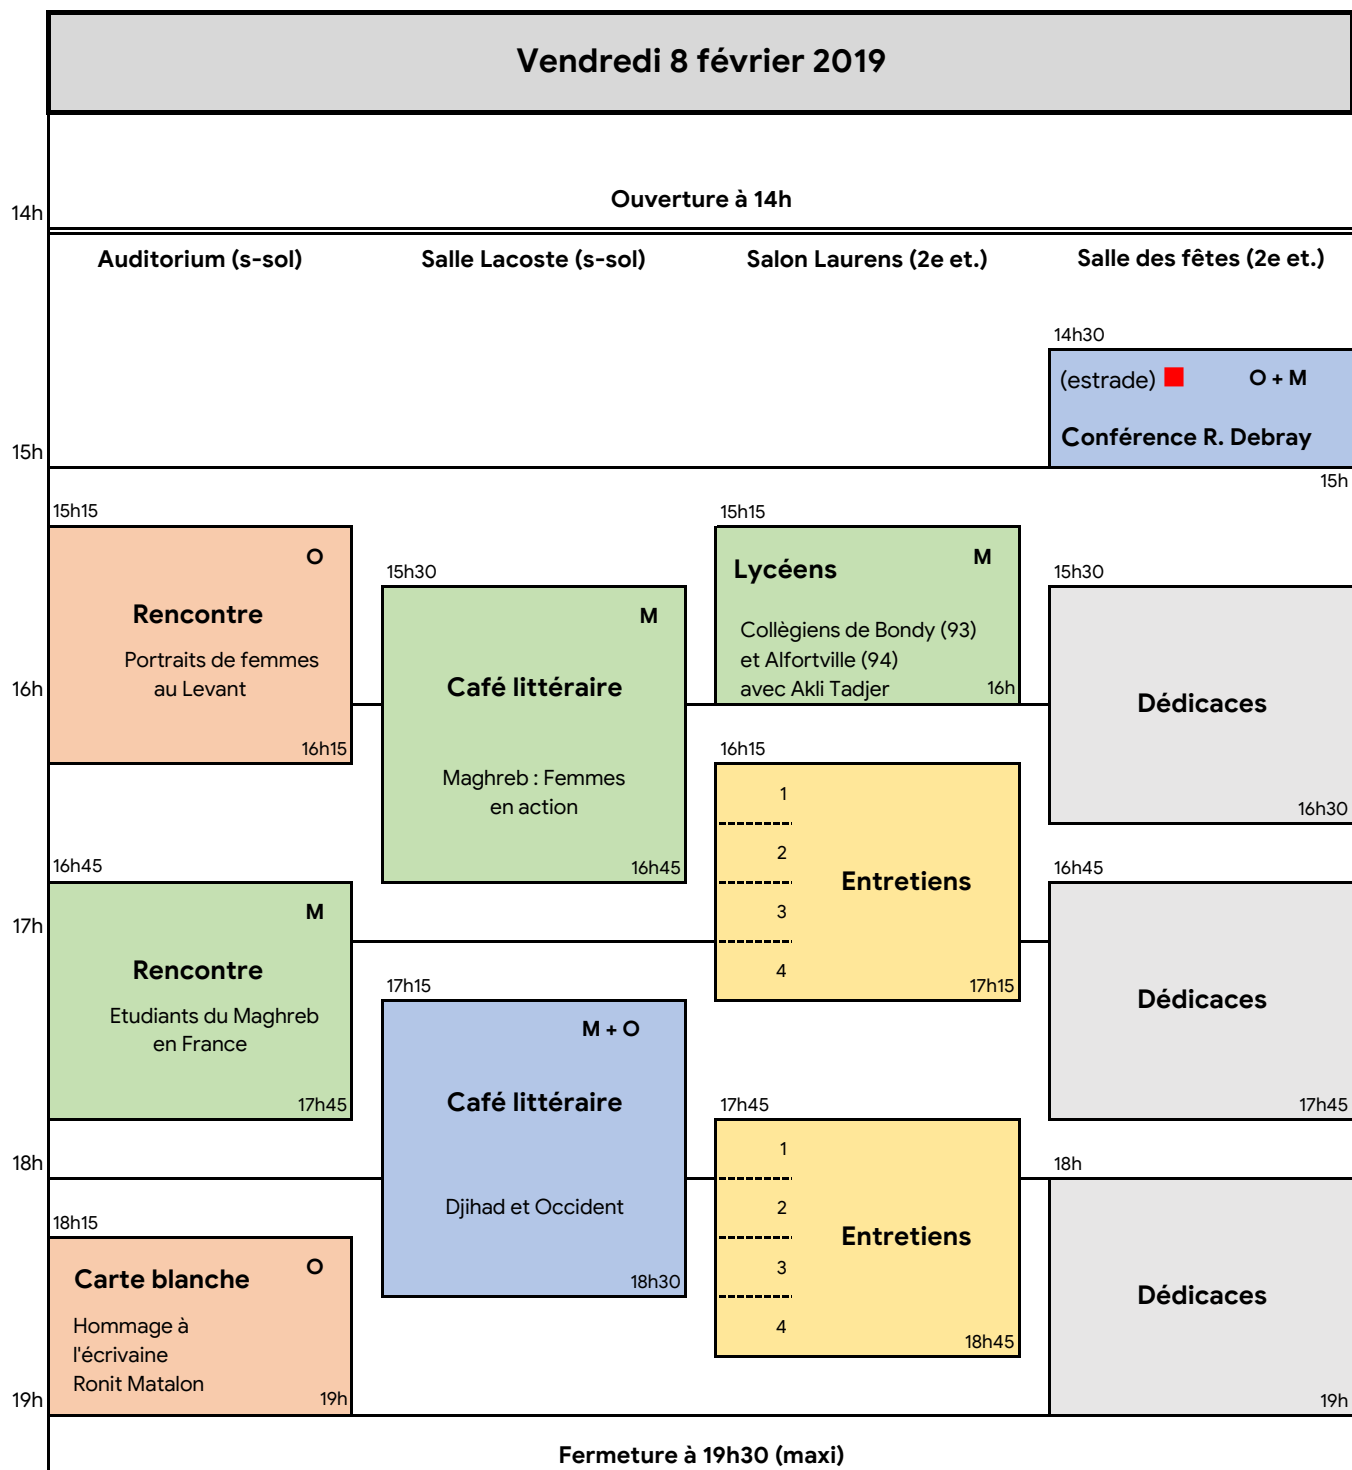 Vendredi 8 février 2019
Ouverture à 14h
14h
Auditorium (s-sol)
Salle Lacoste (s-sol)
Salon Laurens (2e et.)
Salle des fêtes (2e et.)
14h30
(estrade)
O + M
Conférence R. Debray
15h
15h
15h15
O
Rencontre
Portraits de femmes
au Levant
16h15
15h30
M
Café littéraire
Maghreb : Femmes
en action
16h45
15h15
Lycéens
M
Collègiens de Bondy (93)
et Alfortville (94)
avec Akli Tadjer
16h
15h30
Dédicaces
16h30
16h
16h15
1
2
3
4
Entretiens
17h15
16h45
M
Rencontre
Etudiants du Maghreb
en France
17h45
16h45
Dédicaces
17h45
17h
17h15
M + O
Café littéraire
Djihad et Occident
18h30
17h45
1
2
3
4
Entretiens
18h45
18h
18h
Dédicaces
19h
18h15
Carte blanche
O
Hommage à
l'écrivaine
Ronit Matalon
19h
19h
Fermeture à 19h30 (maxi)